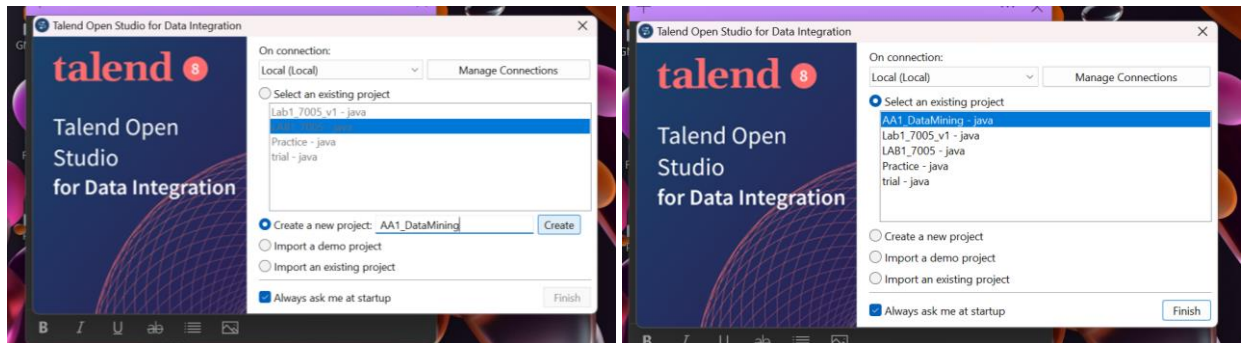 Talend Open Studio for Data Integration
talend 8
Talend Open
Studio
for Data Integration
On connection:
Local (Local)
Manage Connections
Select an existing project
Lab1_7005_v1 - java
LAB1_7005 - java
Practice - java
trial - java
Create a new project: AA1_DataMining
Create
Import a demo project
Import an existing project
Always ask me at startup
Finish
B I U ab
Talend Open Studio for Data Integration
talend 8
Talend Open
Studio
for Data Integration
On connection:
Local (Local)
Manage Connections
Select an existing project
AA1_DataMining - java
Lab1_7005_v1 - java
LAB1_7005 - java
Practice - java
trial - java
Create a new project
Import a demo project
Import an existing project
Always ask me at startup
Finish
B I U ab